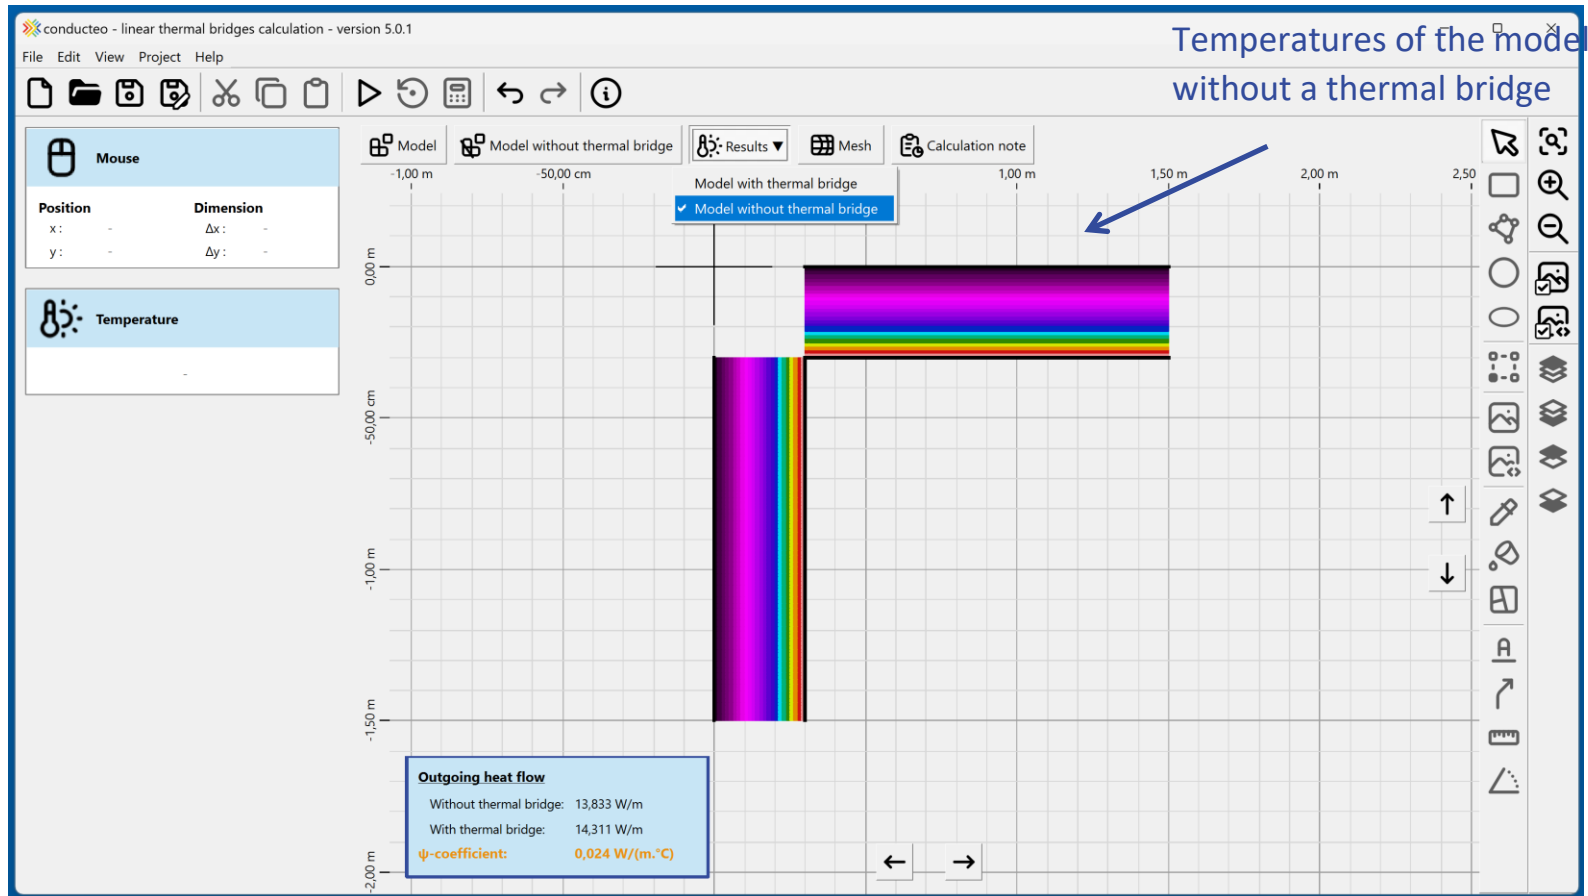 conducteo - linear thermal bridges calculation - version 5.0.1
Temperatures of the model
without a thermal bridge
File Edit View Project Help
Model Model without thermal bridge Results ▼ Mesh Calculation note
Mouse
Position Dimension
x : - Δx : -
y : - Δy : -
Temperature
-
Model with thermal bridge
✓ Model without thermal bridge
-1,00 m -50,00 cm 1,00 m 1,50 m 2,00 m 2,50
0,00 m
-50,00 cm
-1,00 m
-1,50 m
-2,00 m
Outgoing heat flow
Without thermal bridge: 13,833 W/m
With thermal bridge: 14,311 W/m
ψ-coefficient: 0,024 W/(m.°C)